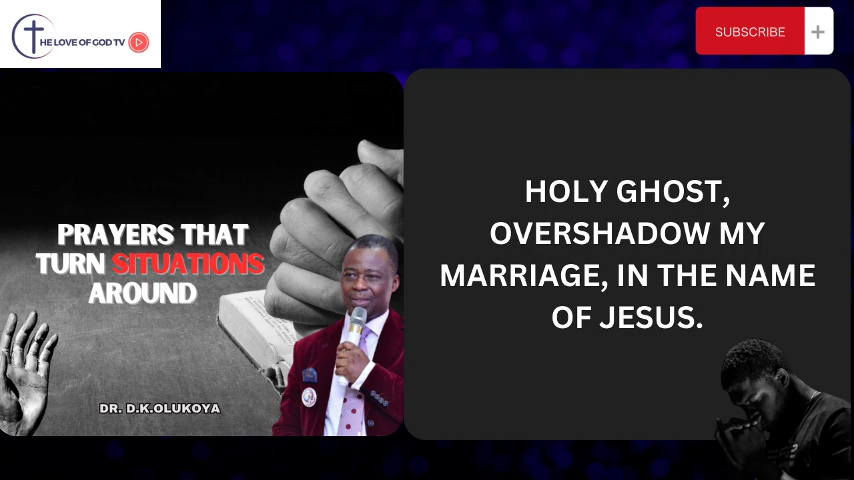 THE LOVE OF GOD TV
SUBSCRIBE +
PRAYERS THAT
TURN SITUATIONS
AROUND
DR. D.K.OLUKOYA
HOLY GHOST,
OVERSHADOW MY
MARRIAGE, IN THE NAME
OF JESUS.